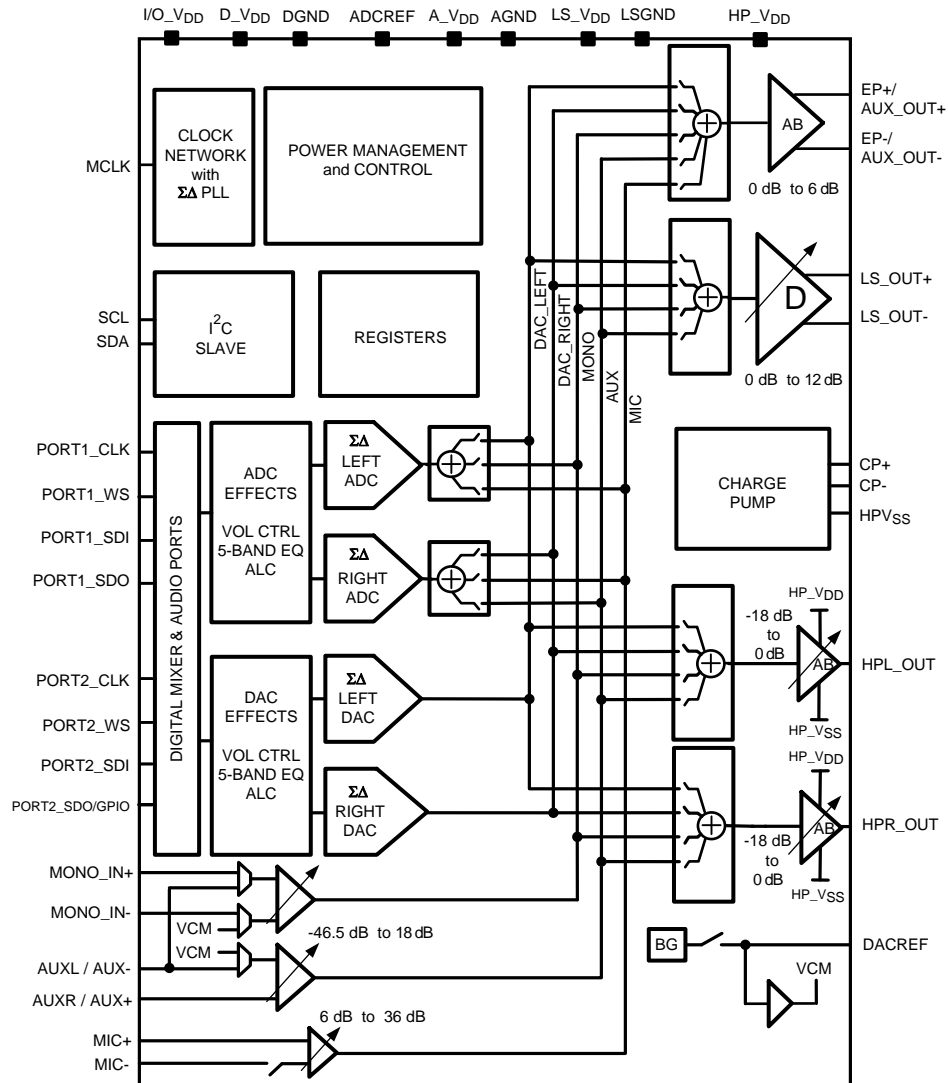 I/O_VDD D_VDD DGND ADCREF A_VDD AGND LS_VDD LSGND HP_VDD
MCLK
CLOCK
NETWORK
with
ΣΔ PLL
POWER MANAGEMENT
and CONTROL
AB
0 dB to 6 dB
EP+/
AUX_OUT+
EP-/
AUX_OUT-
SCL
SDA
I2C
SLAVE
REGISTERS
DAC_LEFT
DAC_RIGHT
MONO
AUX
MIC
D
0 dB to 12 dB
LS_OUT+
LS_OUT-
PORT1_CLK
PORT1_WS
PORT1_SDI
PORT1_SDO
PORT2_CLK
PORT2_WS
PORT2_SDI
PORT2_SDO/GPIO
DIGITAL MIXER & AUDIO PORTS
ADC
EFFECTS
VOL CTRL
5-BAND EQ
ALC
ΣΔ
LEFT
ADC
ΣΔ
RIGHT
ADC
DAC
EFFECTS
VOL CTRL
5-BAND EQ
ALC
ΣΔ
LEFT
DAC
ΣΔ
RIGHT
DAC
CHARGE
PUMP
CP+
CP-
HPVSS
-18 dB
to
0 dB
HP_VDD
AB
HP_VSS
HPL_OUT
-18 dB
to
0 dB
HP_VDD
AB
HP_VSS
HPR_OUT
MONO_IN+
MONO_IN-
VCM
VCM
AUXL / AUX-
AUXR / AUX+
-46.5 dB to 18 dB
MIC+
MIC-
6 dB to 36 dB
BG
DACREF
VCM